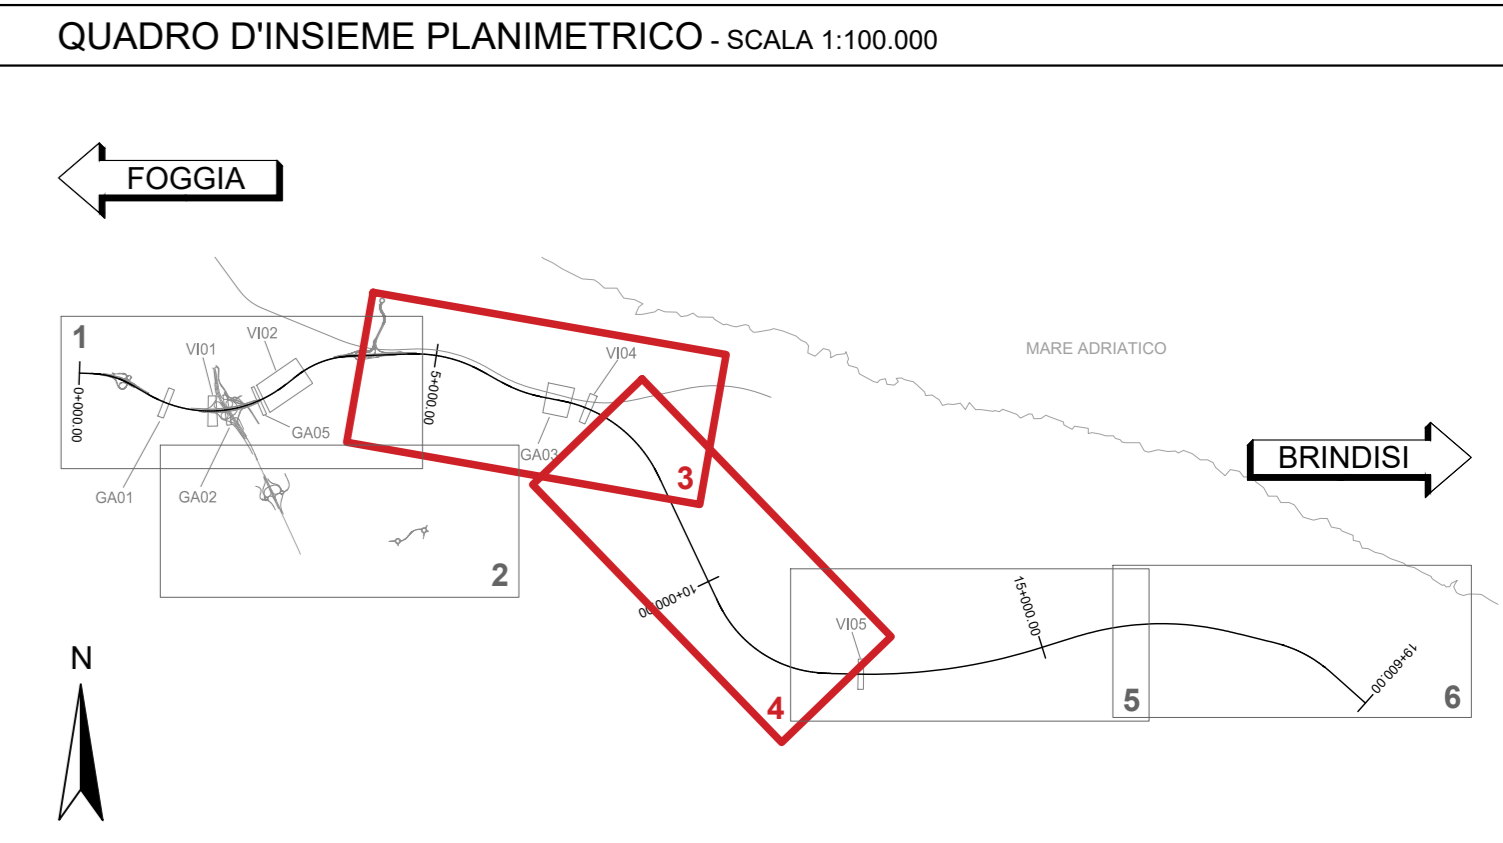 QUADRO D'INSIEME PLANIMETRICO - SCALA 1:100.000
FOGGIA
1
VI02
VI01
VI04
MARE ADRIATICO
0+000.00
5+000.00
GA05
GA03
BRINDISI
GA01
GA02
3
2
10+000.00
15+000.00
VI05
19+600.00
N
4
5
6